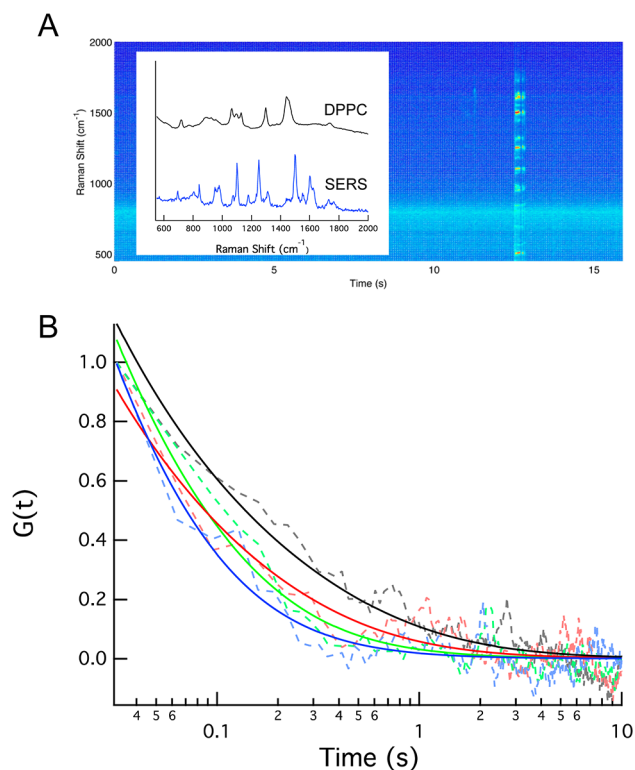 A
2000
1500
1000
500
Raman Shift (cm-1)
DPPC
SERS
600 800 1000 1200 1400 1600 1800 2000
Raman Shift (cm-1)
0 5 10 15
Time (s)
B
1.0
0.8
0.6
0.4
0.2
0.0
G(t)
4 5 6 2 3 4 5 6 2 3 4 5 6
0.1 1 10
Time (s)